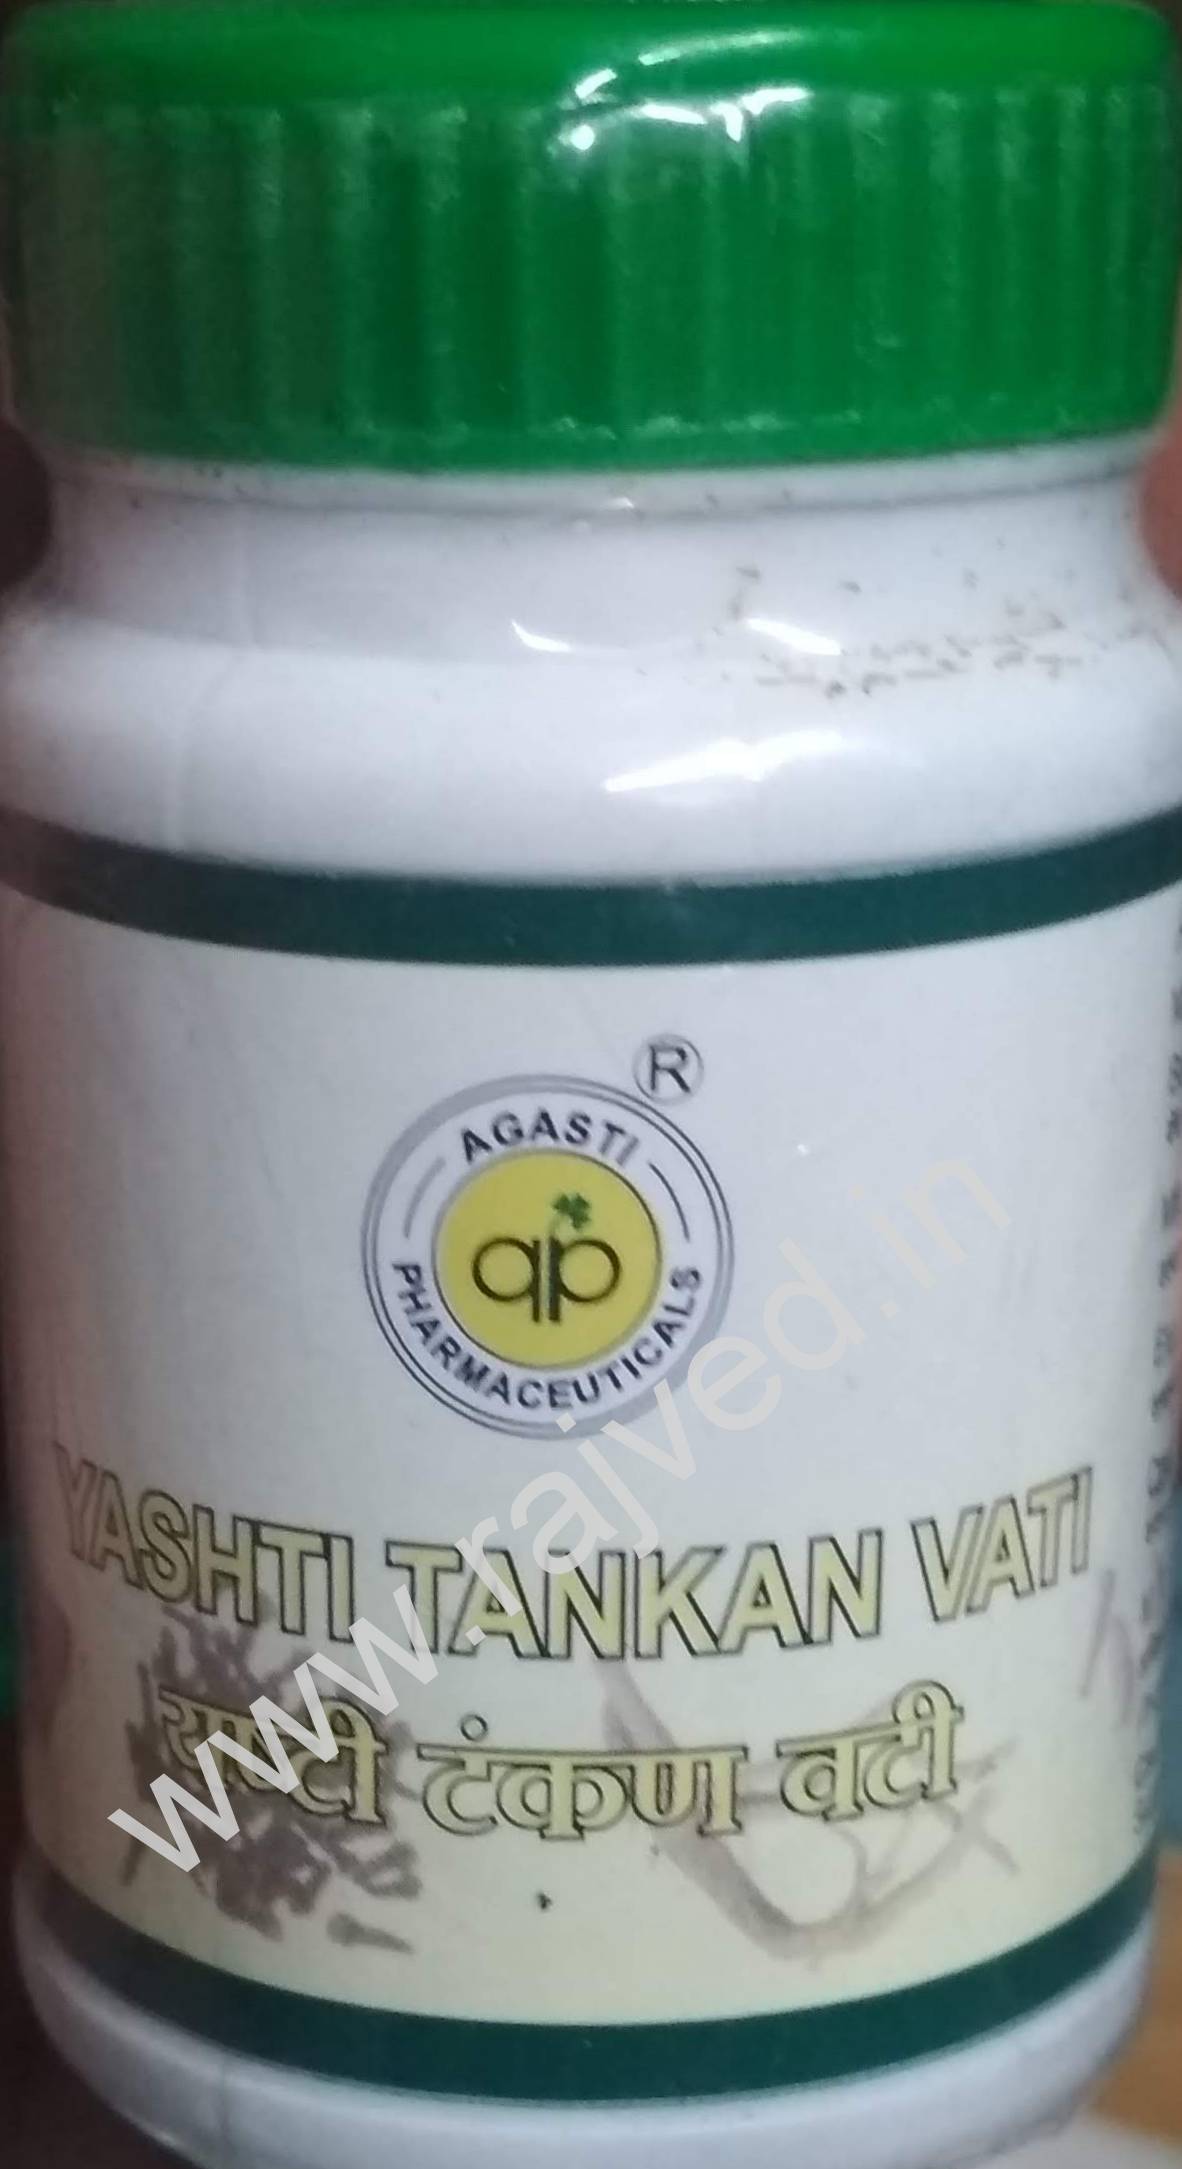 ®
AGASTI
ap
PHARMACEUTICALS
YASHTI TANKAN VATI
यष्टी टंकण वटी
www.rajved.in